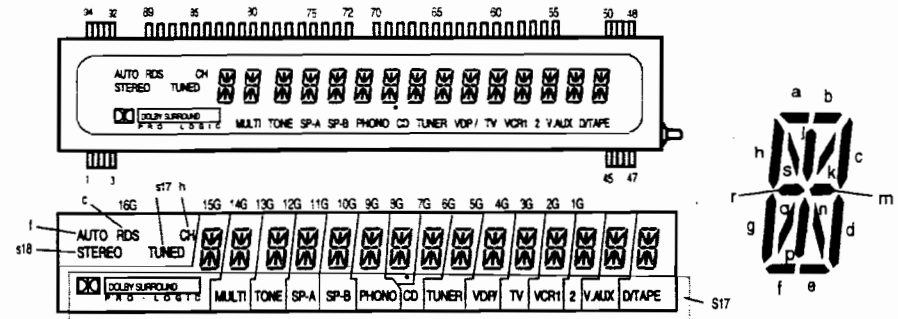 94 92 89 85 80 75 72 70 65 60 55 50 48
AUTO RDS CH
STEREO TUNED
DOLBY SURROUND
PRO LOGIC
MULTI TONE SP-A SP-B PHONO CD TUNER VDP/ TV VCR1 2 V.AUX D/TAPE
1 3 45 47
c 16G s17 h 15G 14G 13G 12G 11G 10G 9G 8G 7G 6G 5G 4G 3G 2G 1G
f AUTO RDS CH
s18 STEREO TUNED
DOLBY SURROUND
PRO - LOGIC
MULTI TONE SP-A SP-B PHONO CD TUNER VDP/ TV VCR1 2 V.AUX D/TAPE S17
a b
h j c
s k
r m
g q n d
p
f e